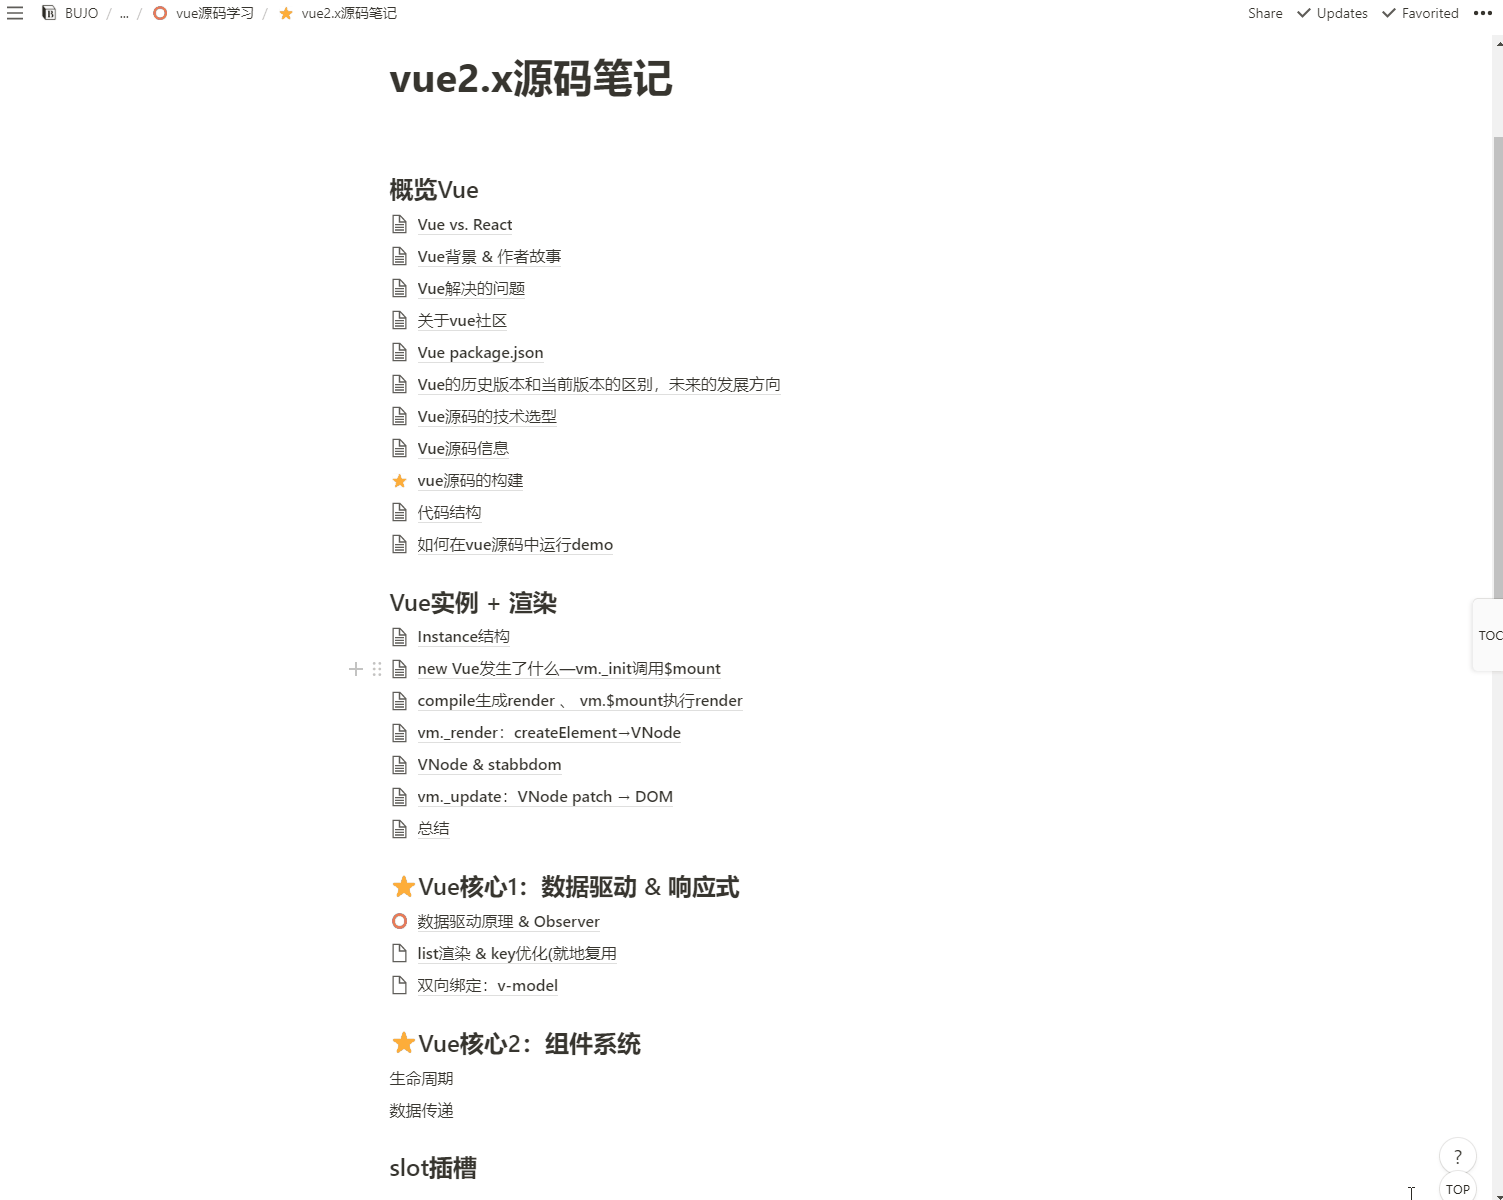 BUJO / ... / vue源码学习 / vue2.x源码笔记
Share Updates Favorited
vue2.x源码笔记
概览Vue
Vue vs. React
Vue背景 & 作者故事
Vue解决的问题
关于vue社区
Vue package.json
Vue的历史版本和当前版本的区别，未来的发展方向
Vue源码的技术选型
Vue源码信息
vue源码的构建
代码结构
如何在vue源码中运行demo
Vue实例 + 渲染
Instance结构
TOC
new Vue发生了什么—vm._init调用$mount
compile生成render 、 vm.$mount执行render
vm._render：createElement→VNode
VNode & stabbdom
vm._update：VNode patch → DOM
总结
⭐Vue核心1：数据驱动 & 响应式
数据驱动原理 & Observer
list渲染 & key优化(就地复用
双向绑定：v-model
⭐Vue核心2：组件系统
生命周期
数据传递
slot插槽
?
TOP